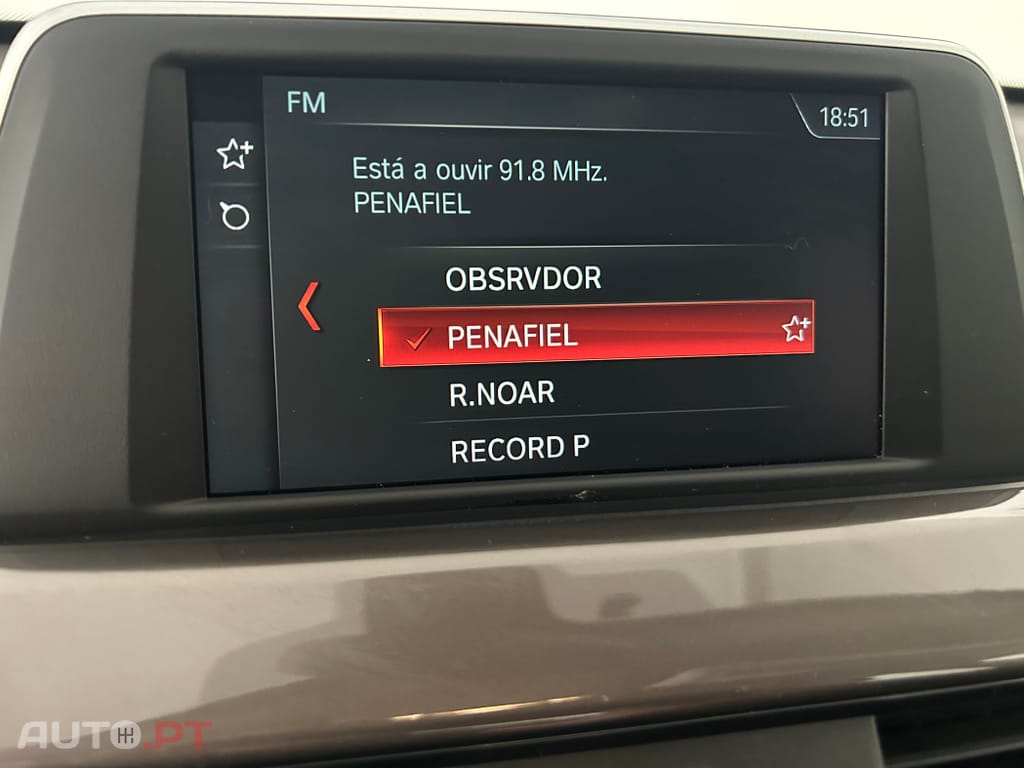 FM
18:51
Está a ouvir 91.8 MHz.
PENAFIEL
OBSRVDOR
PENAFIEL
R.NOAR
RECORD P
AUTO.PT